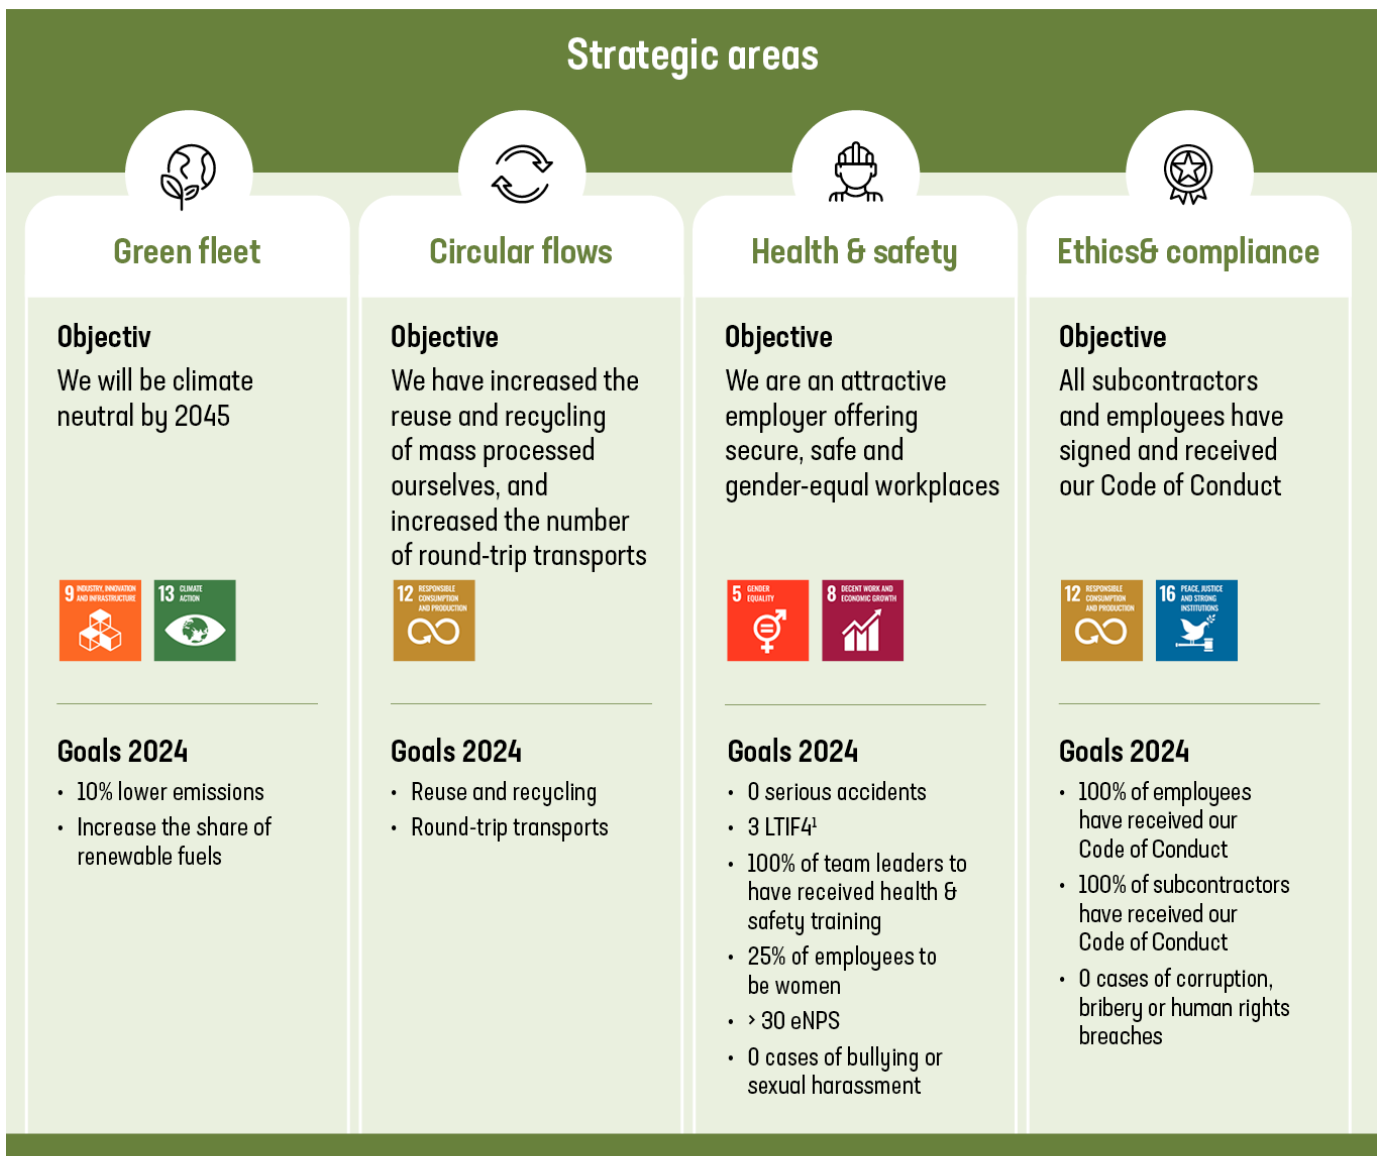 Strategic areas
Green fleet
Objectiv
We will be climate
neutral by 2045
9 INDUSTRY, INNOVATION
AND INFRASTRUCTURE
13 CLIMATE
ACTION
Goals 2024
• 10% lower emissions
• Increase the share of
renewable fuels
Circular flows
Objective
We have increased the
reuse and recycling
of mass processed
ourselves, and
increased the number
of round-trip transports
12 RESPONSIBLE
CONSUMPTION
AND PRODUCTION
Goals 2024
• Reuse and recycling
• Round-trip transports
Health & safety
Objective
We are an attractive
employer offering
secure, safe and
gender-equal workplaces
5 GENDER
EQUALITY
8 DECENT WORK AND
ECONOMIC GROWTH
Goals 2024
• 0 serious accidents
• 3 LTIF4¹
• 100% of team leaders to
have received health &
safety training
• 25% of employees to
be women
• > 30 eNPS
• 0 cases of bullying or
sexual harassment
Ethics& compliance
Objective
All subcontractors
and employees have
signed and received
our Code of Conduct
12 RESPONSIBLE
CONSUMPTION
AND PRODUCTION
16 PEACE, JUSTICE
AND STRONG
INSTITUTIONS
Goals 2024
• 100% of employees
have received our
Code of Conduct
• 100% of subcontractors
have received our
Code of Conduct
• 0 cases of corruption,
bribery or human rights
breaches